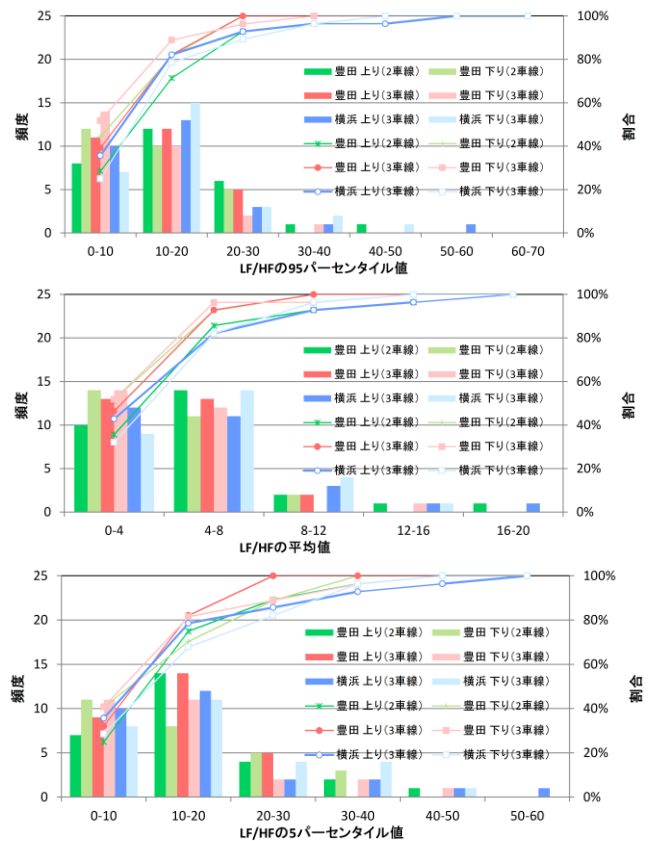 25
20
15
10
5
0
頻度
100%
80%
60%
40%
20%
0%
割合
豊田 上り(2車線)
豊田 下り(2車線)
豊田 上り(3車線)
豊田 下り(3車線)
横浜 上り(3車線)
横浜 下り(3車線)
豊田 上り(2車線)
豊田 下り(2車線)
豊田 上り(3車線)
豊田 下り(3車線)
横浜 上り(3車線)
横浜 下り(3車線)
0-10
10-20
20-30
30-40
40-50
50-60
60-70
LF/HFの95パーセンタイル値
25
20
15
10
5
0
頻度
100%
80%
60%
40%
20%
0%
割合
豊田 上り(2車線)
豊田 下り(2車線)
豊田 上り(3車線)
豊田 下り(3車線)
横浜 上り(3車線)
横浜 下り(3車線)
豊田 上り(2車線)
豊田 下り(2車線)
豊田 上り(3車線)
豊田 下り(3車線)
横浜 上り(3車線)
横浜 下り(3車線)
0-4
4-8
8-12
12-16
16-20
LF/HFの平均値
25
20
15
10
5
0
頻度
100%
80%
60%
40%
20%
0%
割合
豊田 上り(2車線)
豊田 下り(2車線)
豊田 上り(3車線)
豊田 下り(3車線)
横浜 上り(3車線)
横浜 下り(3車線)
豊田 上り(2車線)
豊田 下り(2車線)
豊田 上り(3車線)
豊田 下り(3車線)
横浜 上り(3車線)
横浜 下り(3車線)
0-10
10-20
20-30
30-40
40-50
50-60
LF/HFの5パーセンタイル値